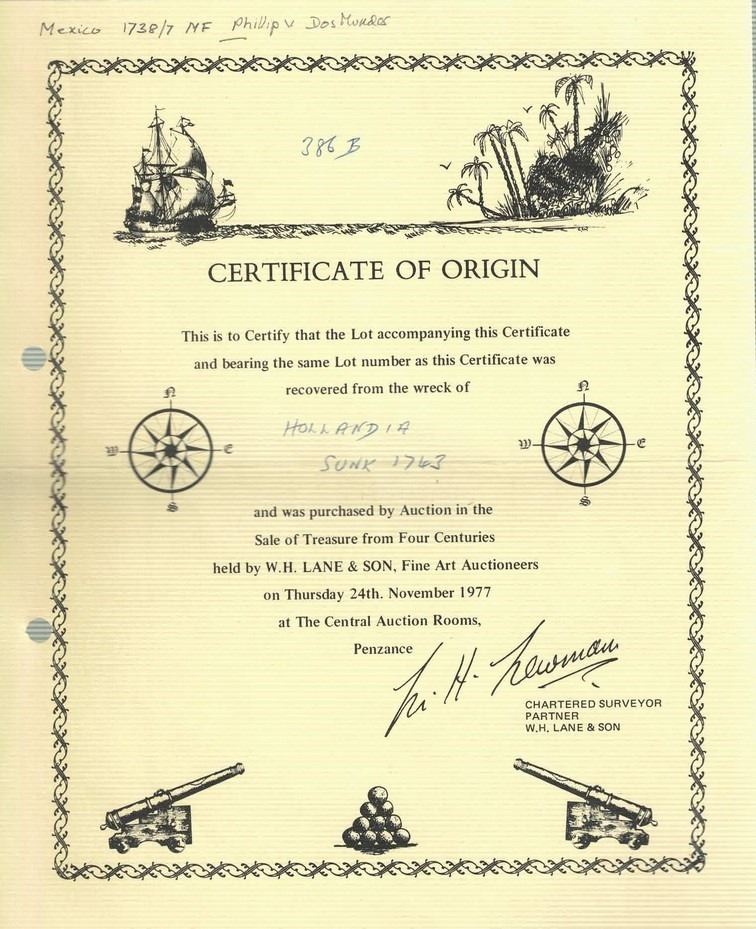 Mexico 1738/7 MF Phillip V Dos Mundos
386 B
CERTIFICATE OF ORIGIN
This is to Certify that the Lot accompanying this Certificate
and bearing the same Lot number as this Certificate was
recovered from the wreck of
HOLLANDIA
SUNK 1743
N
W E
S
N
W E
S
and was purchased by Auction in the
Sale of Treasure from Four Centuries
held by W.H. LANE & SON, Fine Art Auctioneers
on Thursday 24th. November 1977
at The Central Auction Rooms,
Penzance
H. Newman
CHARTERED SURVEYOR
PARTNER
W.H. LANE & SON